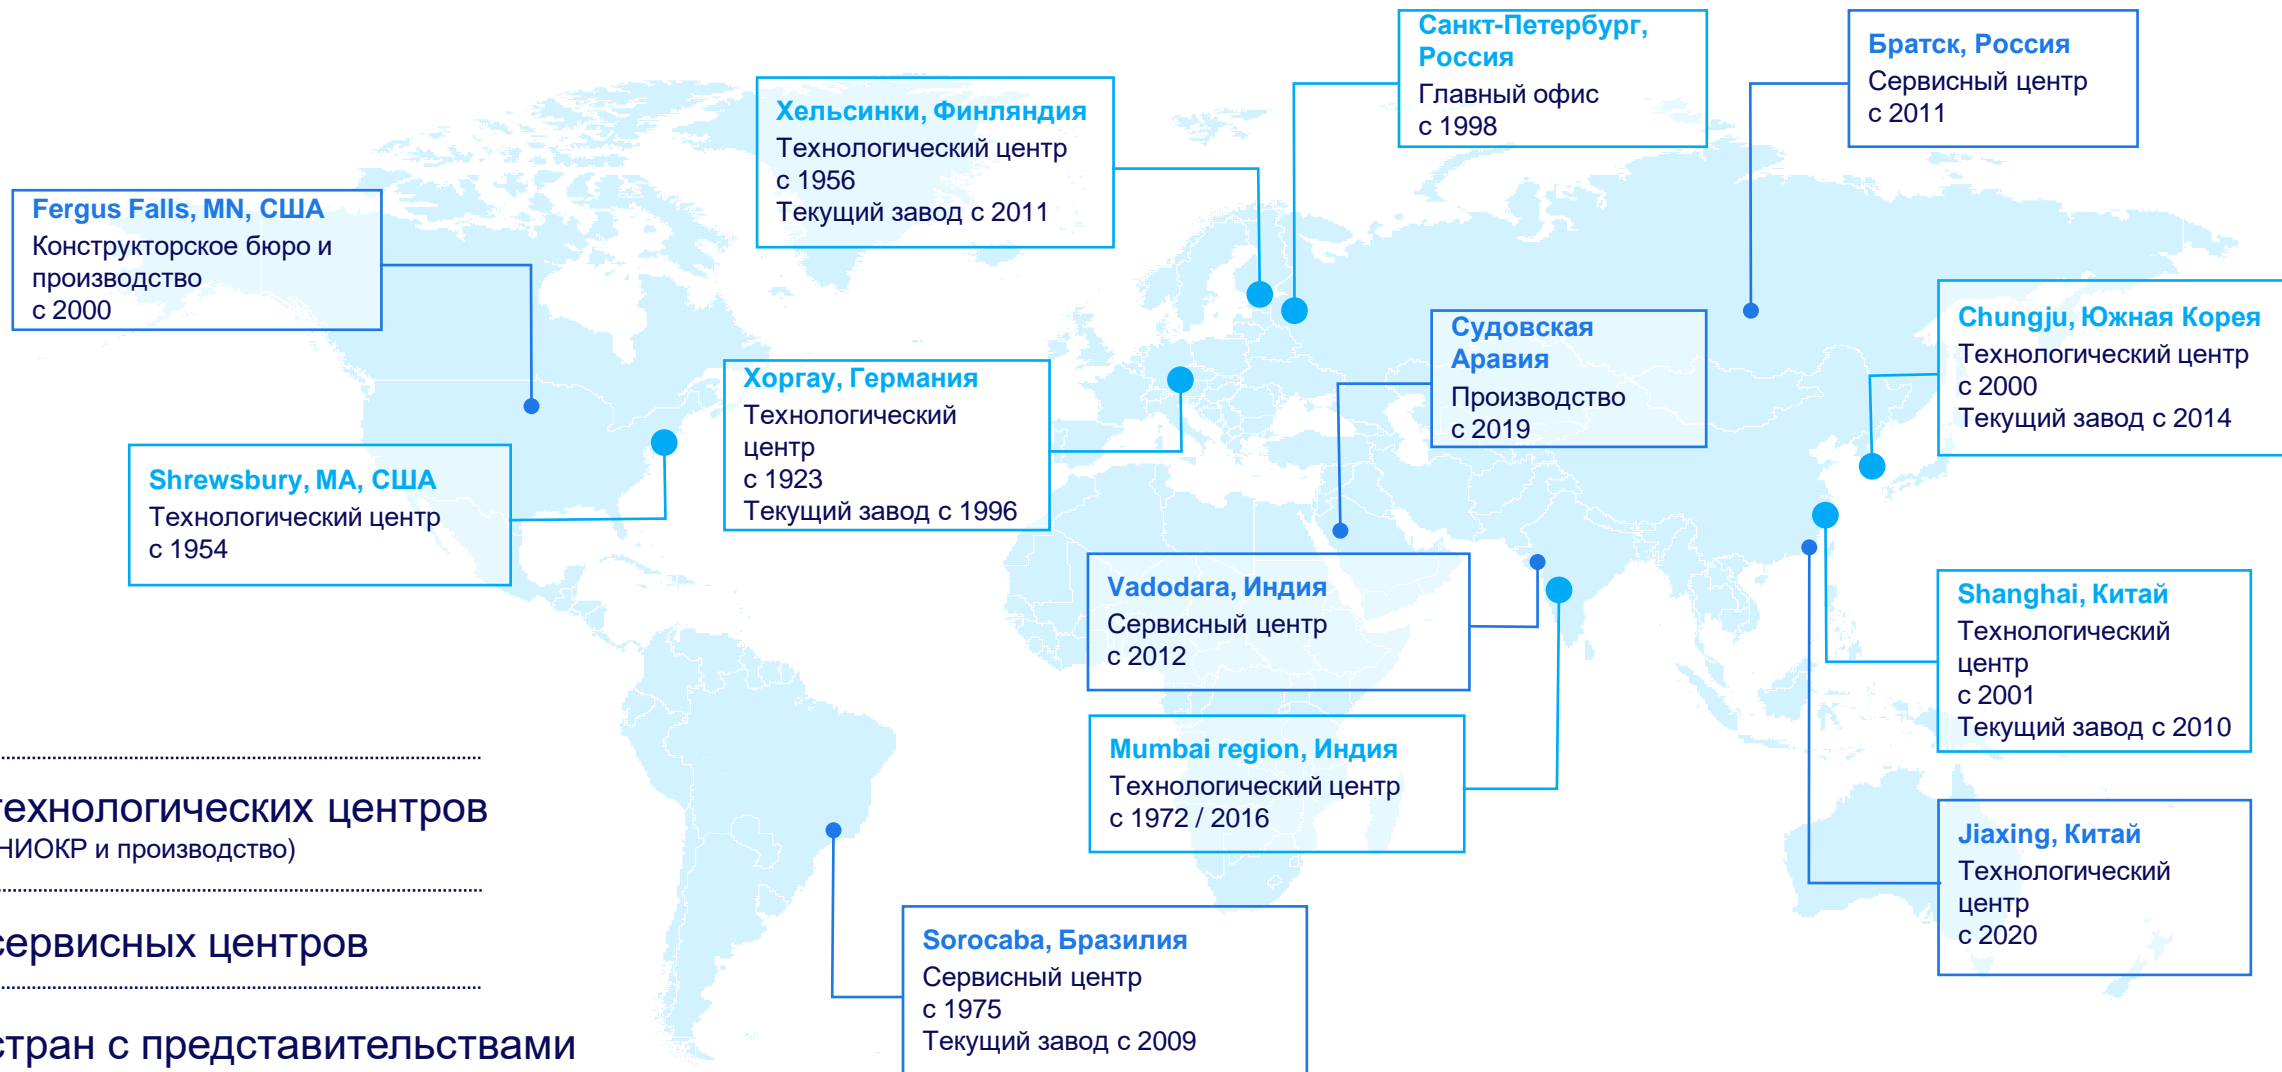 Санкт-Петербург,
Россия
Главный офис
с 1998
Братск, Россия
Сервисный центр
с 2011
Хельсинки, Финляндия
Технологический центр
с 1956
Текущий завод с 2011
Fergus Falls, MN, США
Конструкторское бюро и
производство
с 2000
Chungju, Южная Корея
Технологический центр
с 2000
Текущий завод с 2014
Судовская
Аравия
Производство
с 2019
Хоргау, Германия
Технологический
центр
с 1923
Текущий завод с 1996
Shrewsbury, MA, США
Технологический центр
с 1954
Vadodara, Индия
Сервисный центр
с 2012
Shanghai, Китай
Технологический
центр
с 2001
Текущий завод с 2010
Mumbai region, Индия
Технологический центр
с 1972 / 2016
Jiaxing, Китай
Технологический
центр
с 2020
Sorocaba, Бразилия
Сервисный центр
с 1975
Текущий завод с 2009
технологических центров
НИОКР и производство)
сервисных центров
стран с представительствами